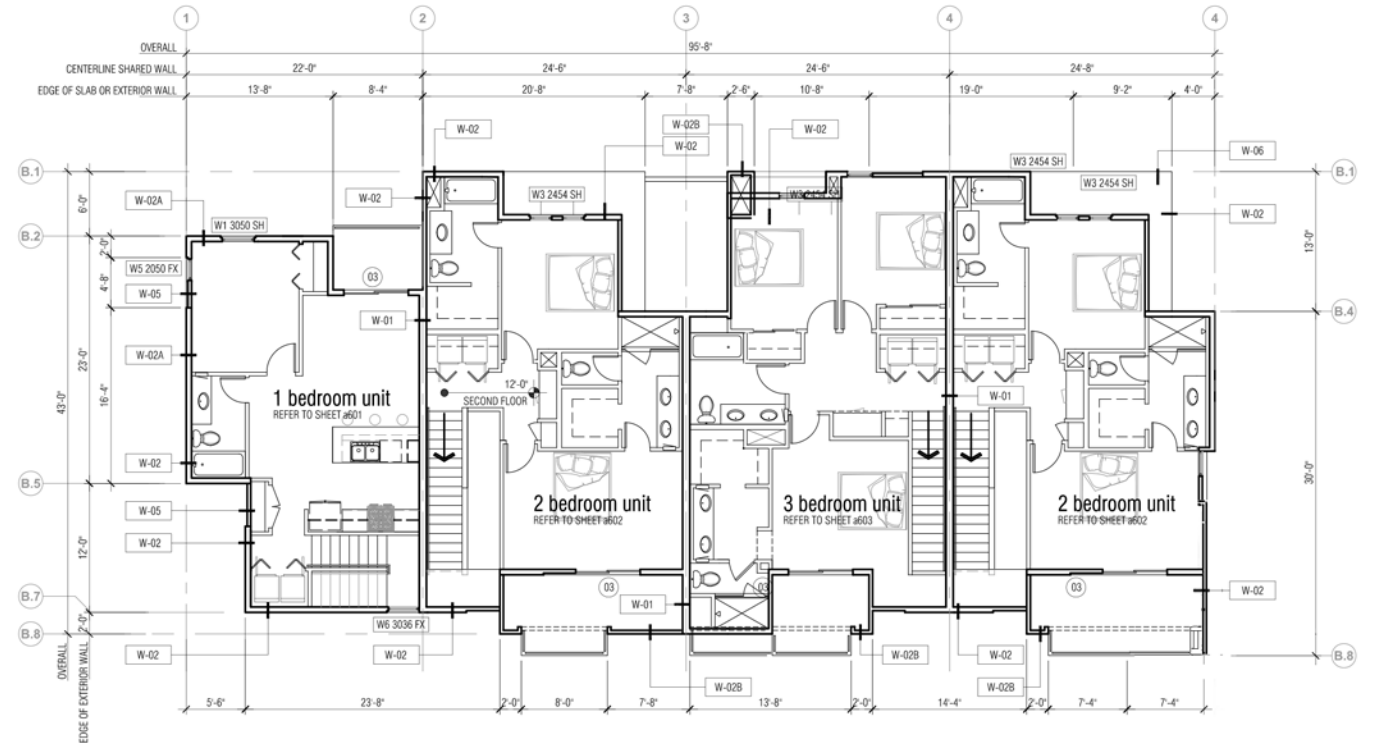 1 2 3 4 4
OVERALL 95'-8"
CENTERLINE SHARED WALL 22'-0" 24'-6" 24'-6" 24'-8"
EDGE OF SLAB OR EXTERIOR WALL 13'-8" 8'-4" 20'-8" 7'-8" 2'-6" 10'-8" 19'-0" 9'-2" 4'-0"
W-02 W-02B W-02
W-02 W-06
W3 2454 SH
B.1 B.1
W3 2454 SH
W-02A W-02 W3 2454 SH
6'-0" W-02
W1 3050 SH
B.2
2'-0" 13'-0"
W5 2050 FX 03
4'-8"
W-05
B.4
W-01
W-02A
23'-0"
12'-0"
SECOND FLOOR
43'-0" 16'-4" W-01
1 bedroom unit
REFER TO SHEET a601
W-02
B.5 30'-0"
2 bedroom unit 3 bedroom unit 2 bedroom unit
W-05 REFER TO SHEET a602 REFER TO SHEET a603 REFER TO SHEET a602
W-02
12'-0"
03 03 03
B.7 W-01 W-02
2'-0" W6 3036 FX
B.8
W-02 W-02 W-02B W-02 B.8
W-02B W-02B
OVERALL
EDGE OF EXTERIOR WALL
5'-6" 23'-8" 2'-0" 8'-0" 7'-8" 13'-8" 2'-0" 14'-4" 2'-0" 7'-4" 7'-4"